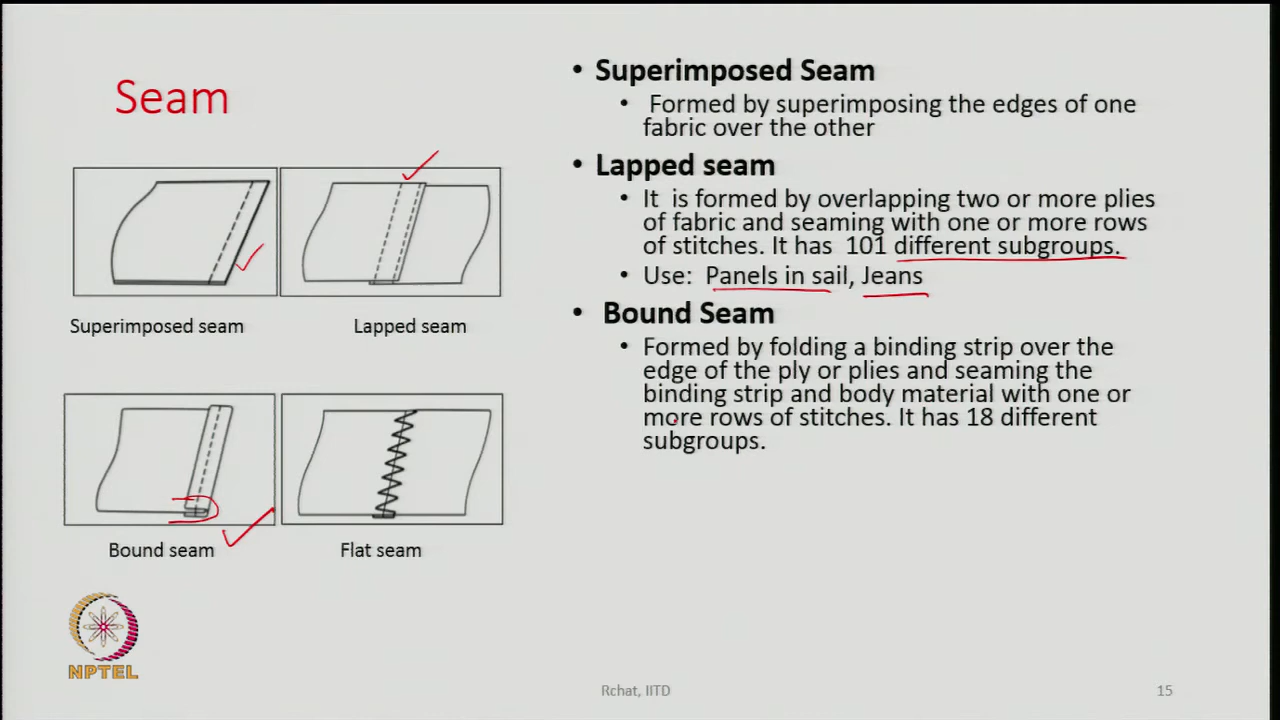 Seam
Superimposed seam
Lapped seam
Bound seam
Flat seam
• Superimposed Seam
• Formed by superimposing the edges of one
fabric over the other
• Lapped seam
• It is formed by overlapping two or more plies
of fabric and seaming with one or more rows
of stitches. It has 101 different subgroups.
• Use: Panels in sail, Jeans
• Bound Seam
• Formed by folding a binding strip over the
edge of the ply or plies and seaming the
binding strip and body material with one or
more rows of stitches. It has 18 different
subgroups.
NPTEL
Rchat, IITD
15